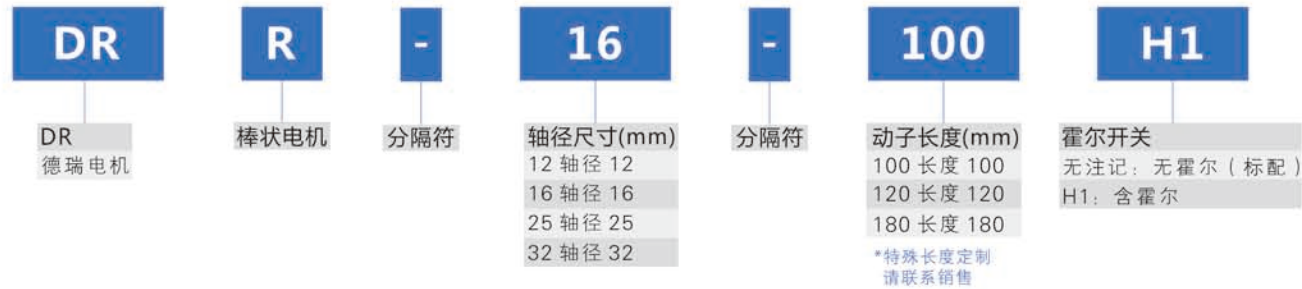 DR R - 16 - 100 H1
DR
德瑞电机
棒状电机
分隔符
轴径尺寸(mm)
12 轴径 12
16 轴径 16
25 轴径 25
32 轴径 32
分隔符
动子长度(mm)
100 长度 100
120 长度 120
180 长度 180
*特殊长度定制
请联系销售
霍尔开关
无注记：无霍尔（标配）
H1：含霍尔